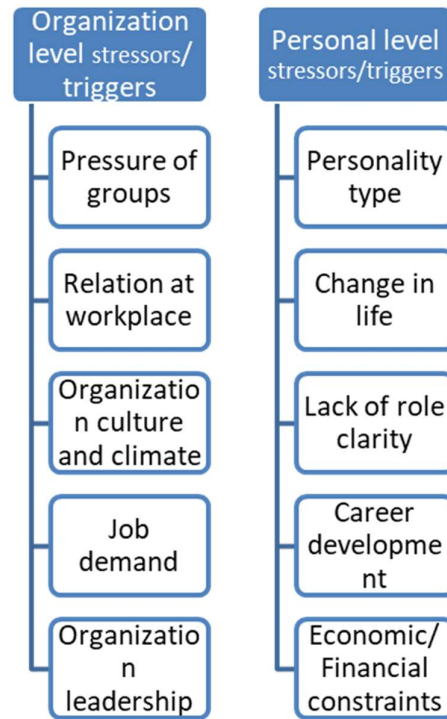 Organization
level stressors/
triggers
Pressure of
groups
Relation at
workplace
Organizatio
n culture
and climate
Job
demand
Organizatio
n
leadership
Personal level
stressors/triggers
Personality
type
Change in
life
Lack of role
clarity
Career
developme
nt
Economic/
Financial
constraints